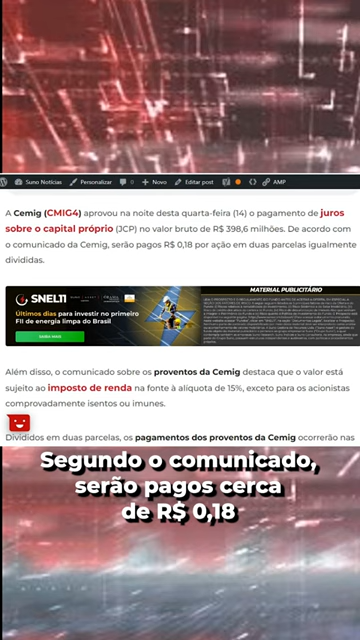 Suno Notícias Personalizar 0 Novo Editar post AMP
A Cemig (CMIG4) aprovou na noite desta quarta-feira (14) o pagamento de juros
sobre o capital próprio (JCP) no valor bruto de R$ 398,6 milhões. De acordo com
o comunicado da Cemig, serão pagos R$ 0,18 por ação em duas parcelas igualmente
divididas.
SNEL11
Últimos dias para investir no primeiro
FII de energia limpa do Brasil
MATERIAL PUBLICITÁRIO
Além disso, o comunicado sobre os proventos da Cemig destaca que o valor está
sujeito ao imposto de renda na fonte à alíquota de 15%, exceto para os acionistas
comprovadamente isentos ou imunes.
Divididos em duas parcelas, os pagamentos dos proventos da Cemig ocorrerão nas
Segundo o comunicado,
serão pagos cerca
de R$ 0,18